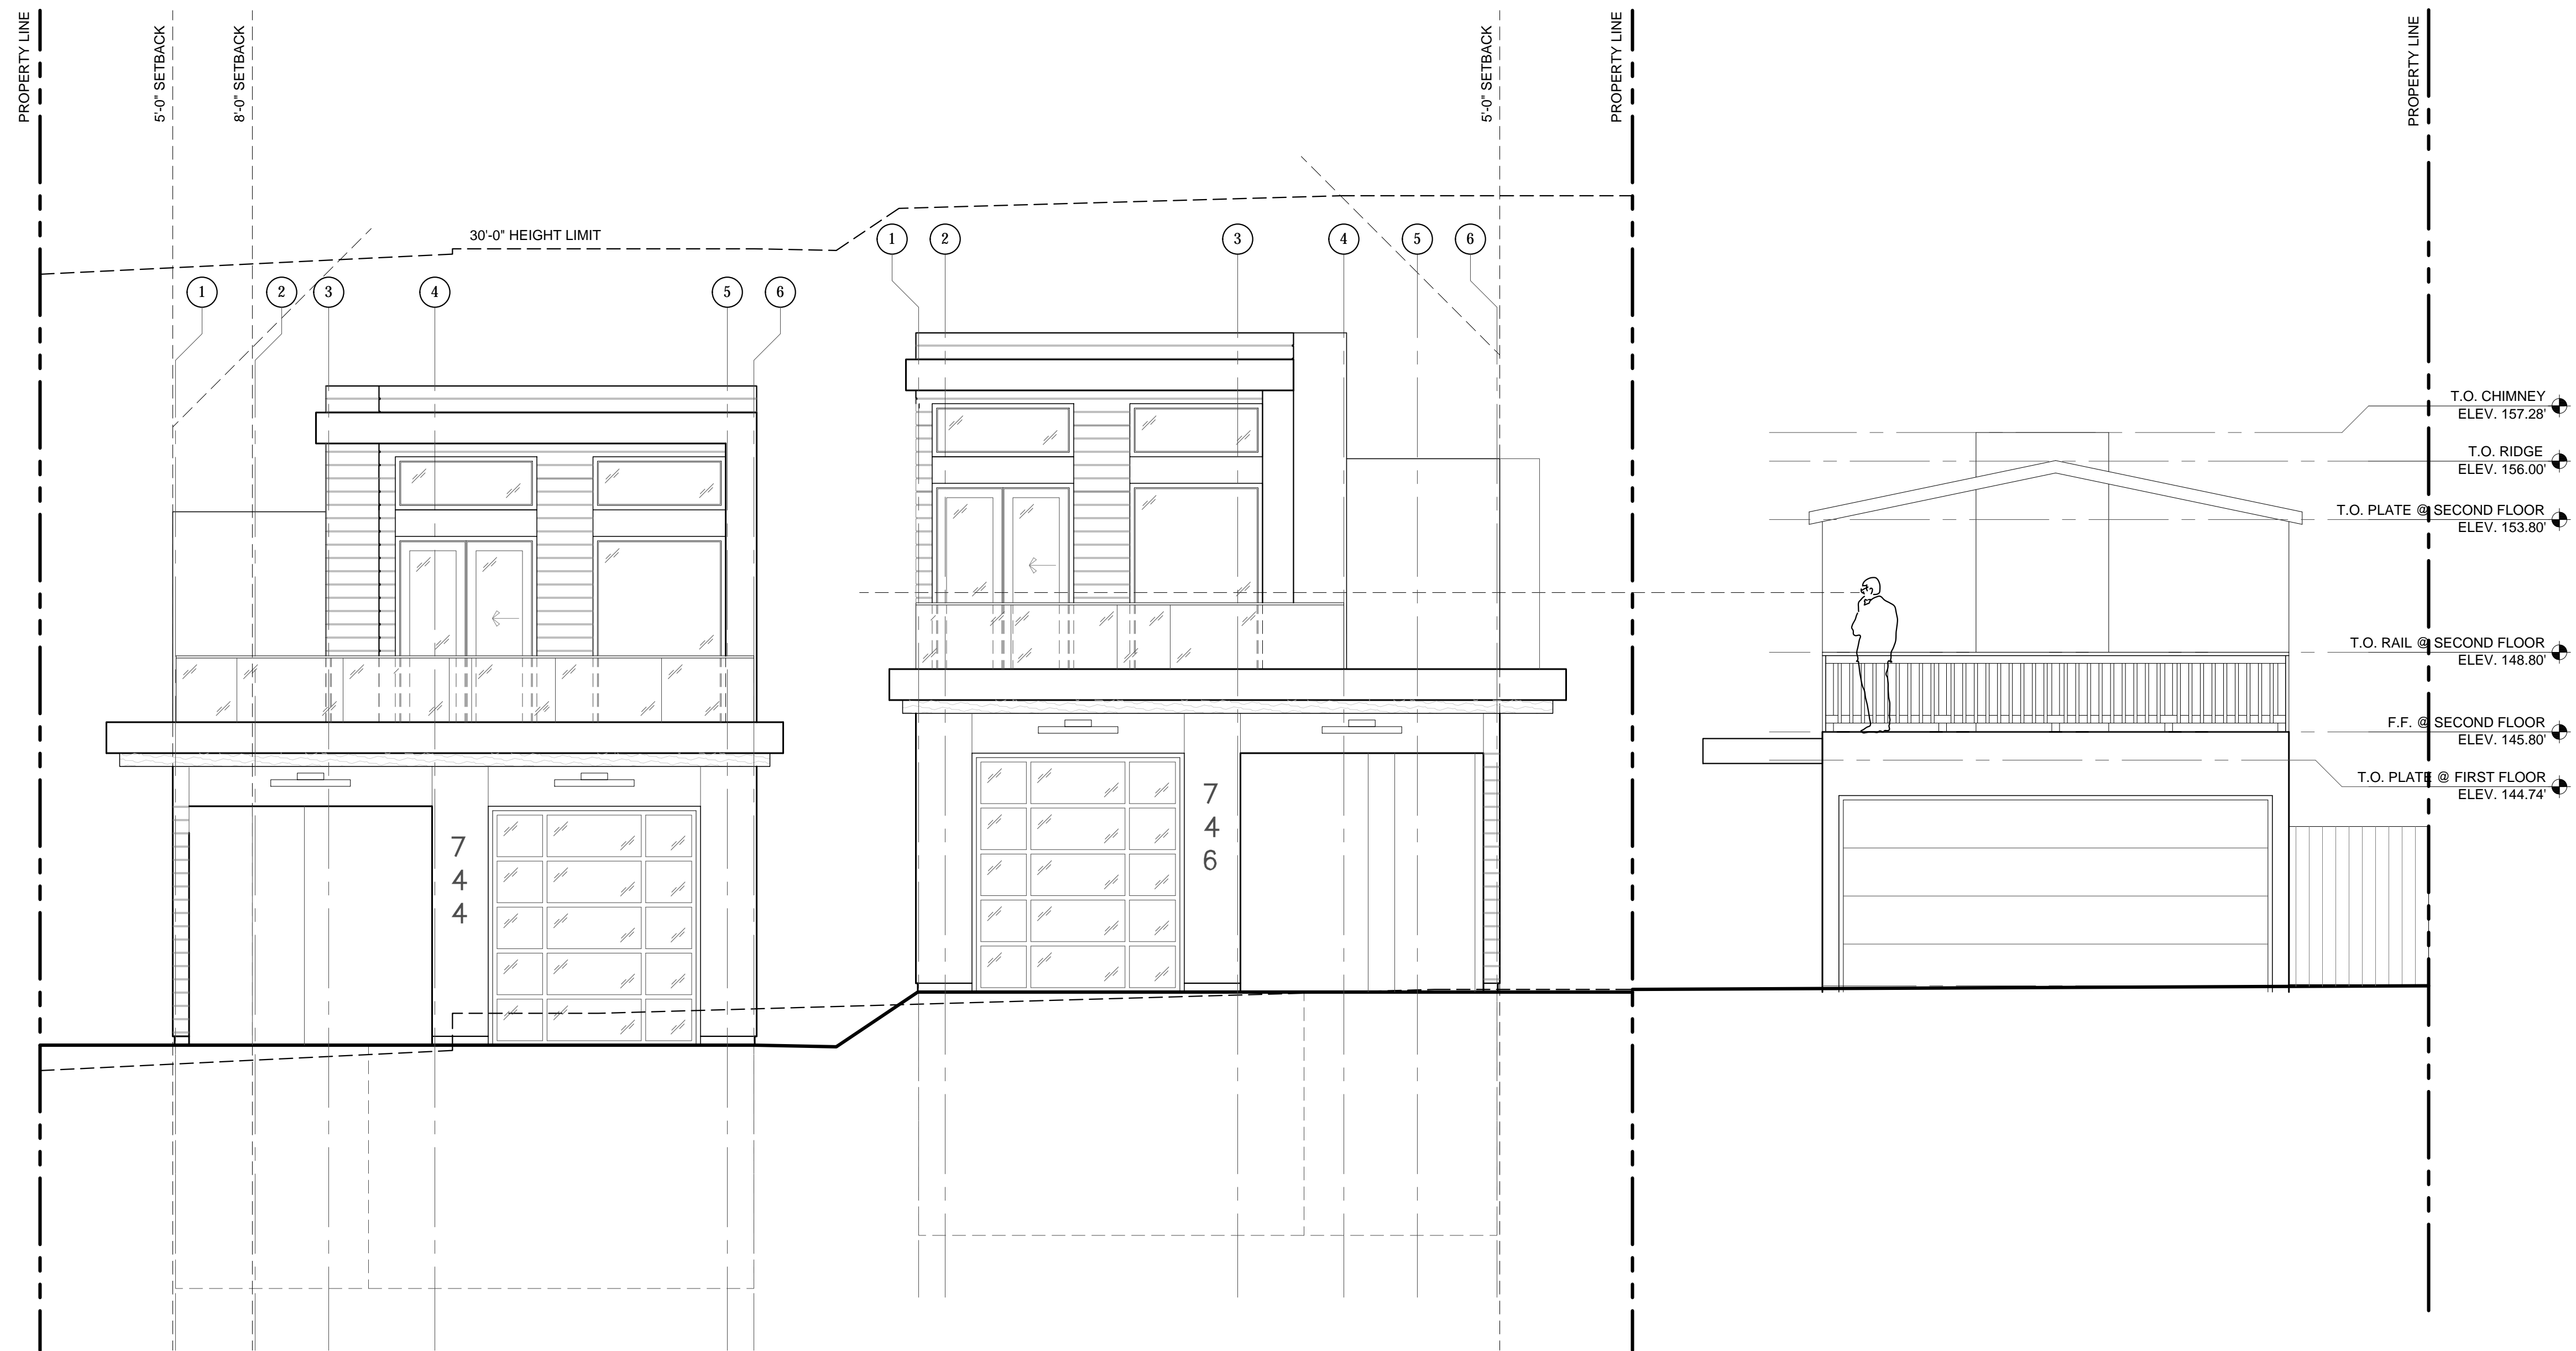 PROPERTY LINE
5'-0" SETBACK
8'-0" SETBACK
5'-0" SETBACK
PROPERTY LINE
PROPERTY LINE
30'-0" HEIGHT LIMIT
1
2
3
4
5
6
1
2
3
4
5
6
T.O. CHIMNEY
ELEV. 157.28'
T.O. RIDGE
ELEV. 156.00'
T.O. PLATE @ SECOND FLOOR
ELEV. 153.80'
T.O. RAIL @ SECOND FLOOR
ELEV. 148.80'
F.F. @ SECOND FLOOR
ELEV. 145.80'
T.O. PLATE @ FIRST FLOOR
ELEV. 144.74'
7
4
4
7
4
6